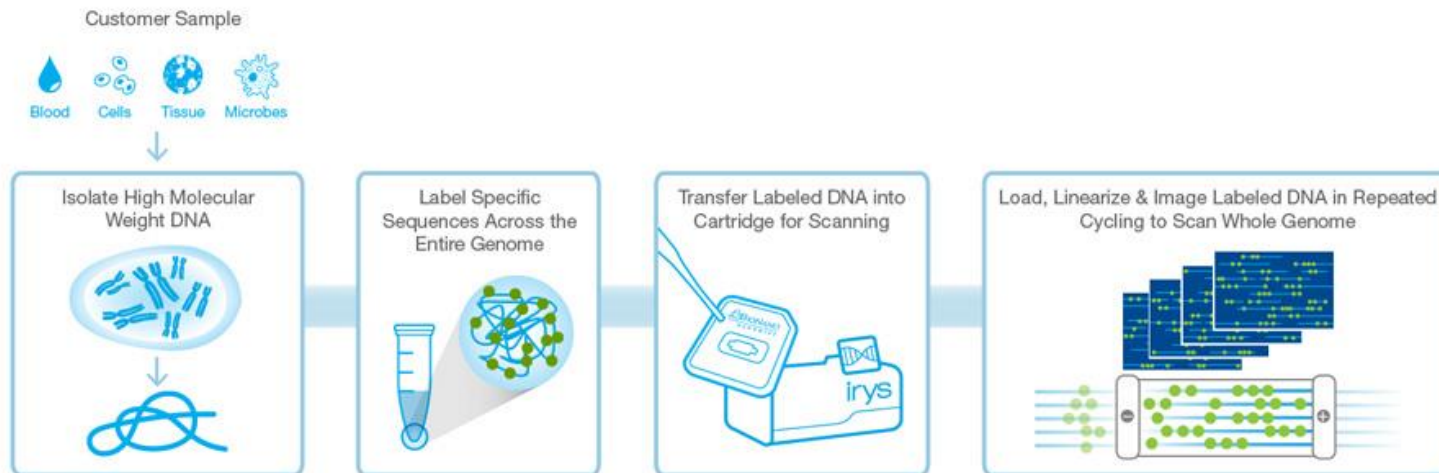 Customer Sample
Blood Cells Tissue Microbes
Isolate High Molecular
Weight DNA
Label Specific
Sequences Across the
Entire Genome
Transfer Labeled DNA into
Cartridge for Scanning
BIONANO
GENOMICS
irys
Load, Linearize & Image Labeled DNA in Repeated
Cycling to Scan Whole Genome
− +